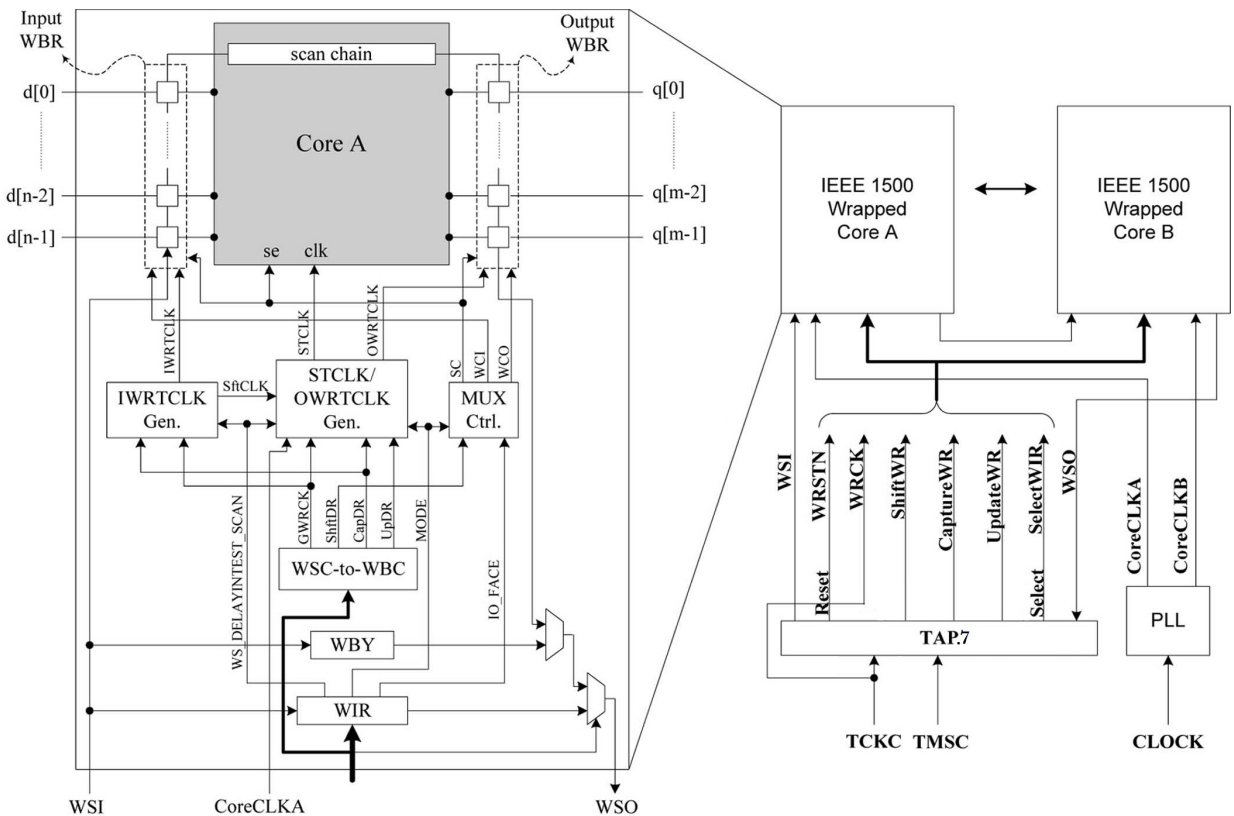 Input
WBR
Output
WBR
scan chain
d[0]
q[0]
Core A
d[n-2]
q[m-2]
d[n-1]
q[m-1]
se
clk
IWRTCLK
STCLK
OWRTCLK
SC
WCI
WCO
SftCLK
IWRTCLK
Gen.
STCLK/
OWRTCLK
Gen.
MUX
Ctrl.
GWRCK
ShftDR
CapDR
UpDR
MODE
WS_DELAYINTEST_SCAN
IO_FACE
WSC-to-WBC
WBY
WIR
WSI
CoreCLKA
WSO
IEEE 1500
Wrapped
Core A
IEEE 1500
Wrapped
Core B
WSI
WRSTN
WRCK
ShiftWR
CaptureWR
UpdateWR
SelectWIR
WSO
CoreCLKA
CoreCLKB
Reset
Select
TAP.7
PLL
TCKC
TMSC
CLOCK